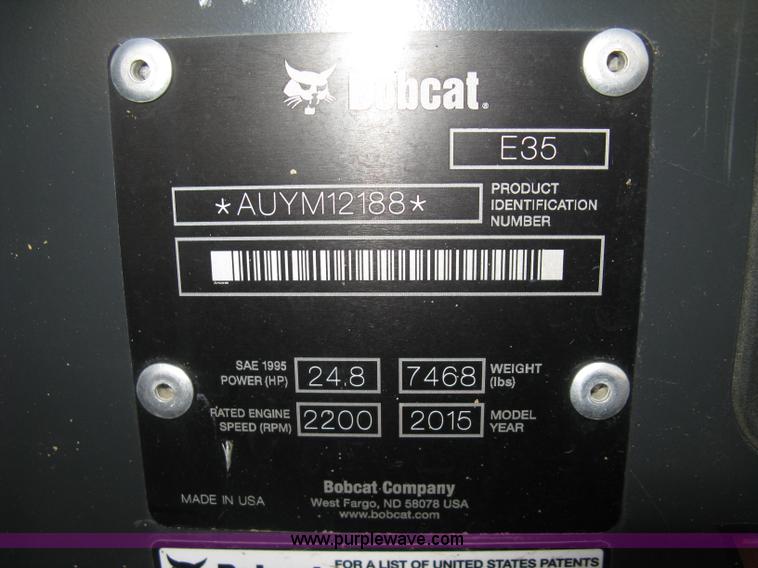 Bobcat.
E35
*AUYM12188*
PRODUCT
IDENTIFICATION
NUMBER
SAE 1995
POWER (HP)
24.8
7468
WEIGHT
(lbs)
RATED ENGINE
SPEED (RPM)
2200
2015
MODEL
YEAR
Bobcat Company
MADE IN USA
West Fargo, ND 58078 USA
www.bobcat.com
www.purplewave.com
Bobcat
FOR A LIST OF UNITED STATES PATENTS